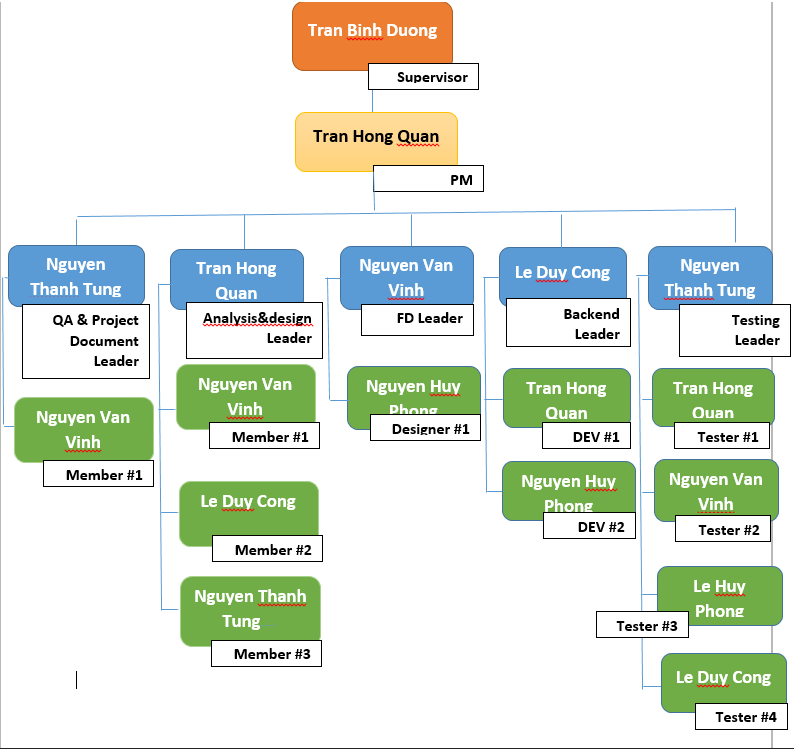 Tran Binh Duong
Supervisor
Tran Hong Quan
PM
Nguyen
Thanh Tung
QA & Project
Document
Leader
Nguyen Van
Vinh
Member #1
Tran Hong
Quan
Analysis&design
Leader
Nguyen Van
Vinh
Member #1
Le Duy Cong
Member #2
Nguyen Thanh
Tung
Member #3
Nguyen Van
Vinh
FD Leader
Nguyen Huy
Phong
Designer #1
Le Duy Cong
Backend
Leader
Tran Hong
Quan
DEV #1
Nguyen Huy
Phong
DEV #2
Nguyen
Thanh Tung
Testing
Leader
Tran Hong
Quan
Tester #1
Nguyen Van
Vinh
Tester #2
Le Huy
Phong
Tester #3
Le Duy Cong
Tester #4